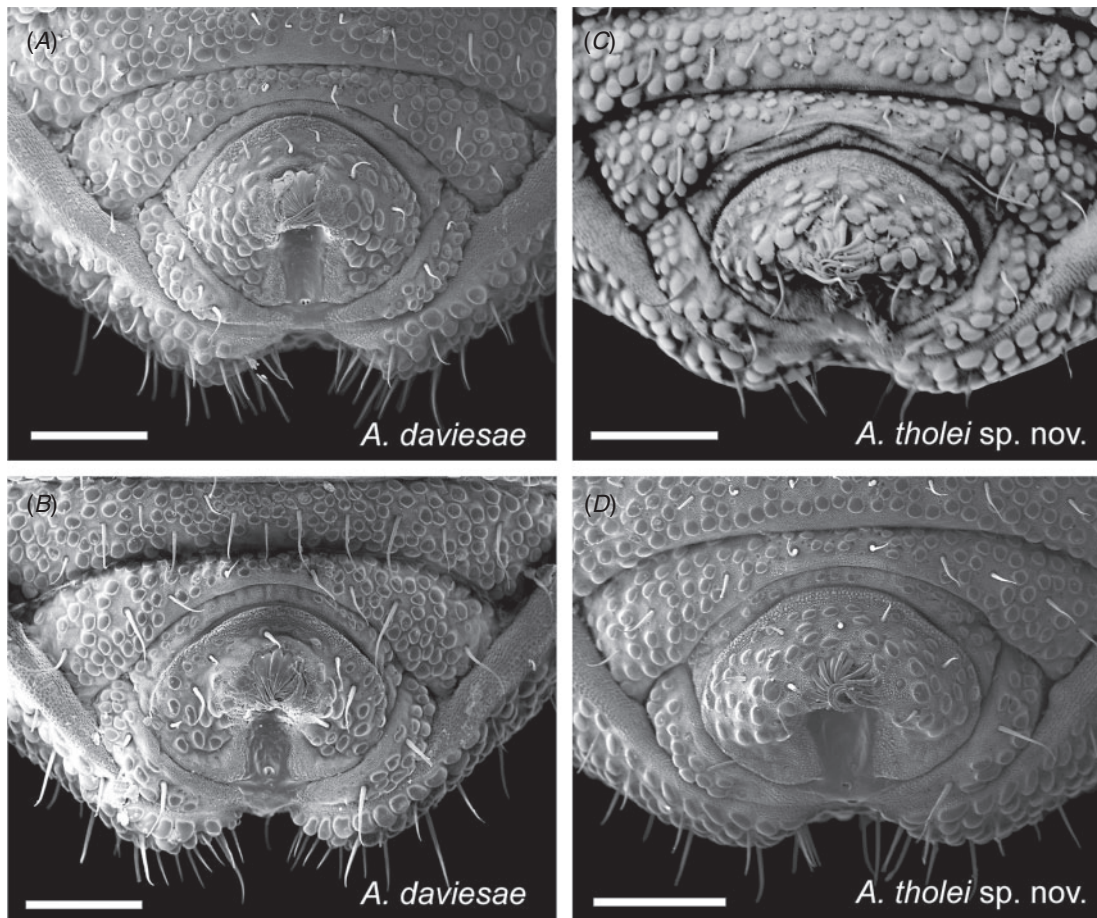 (A)
A. daviesae
(C)
A. tholei sp. nov.
(B)
A. daviesae
(D)
A. tholei sp. nov.